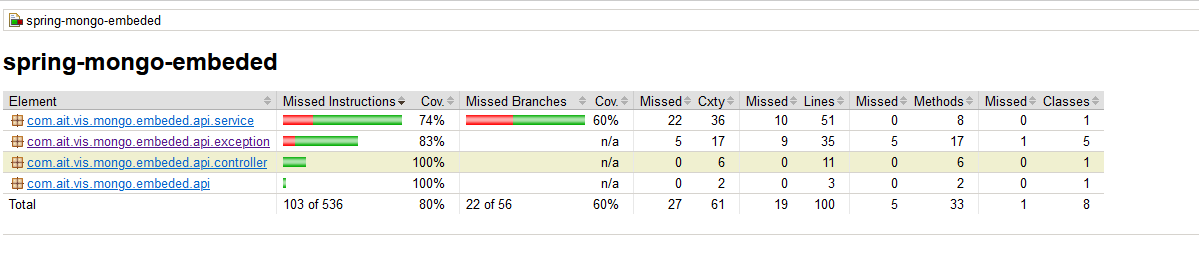 spring-mongo-embeded
spring-mongo-embeded
Element Missed Instructions Cov. Missed Branches Cov. Missed Cxty Missed Lines Missed Methods Missed Classes
com.ait.vis.mongo.embeded.api.service 74% 60% 22 36 10 51 0 8 0 1
com.ait.vis.mongo.embeded.api.exception 83% n/a 5 17 9 35 5 17 1 5
com.ait.vis.mongo.embeded.api.controller 100% n/a 0 6 0 11 0 6 0 1
com.ait.vis.mongo.embeded.api 100% n/a 0 2 0 3 0 2 0 1
Total 103 of 536 80% 22 of 56 60% 27 61 19 100 5 33 1 8